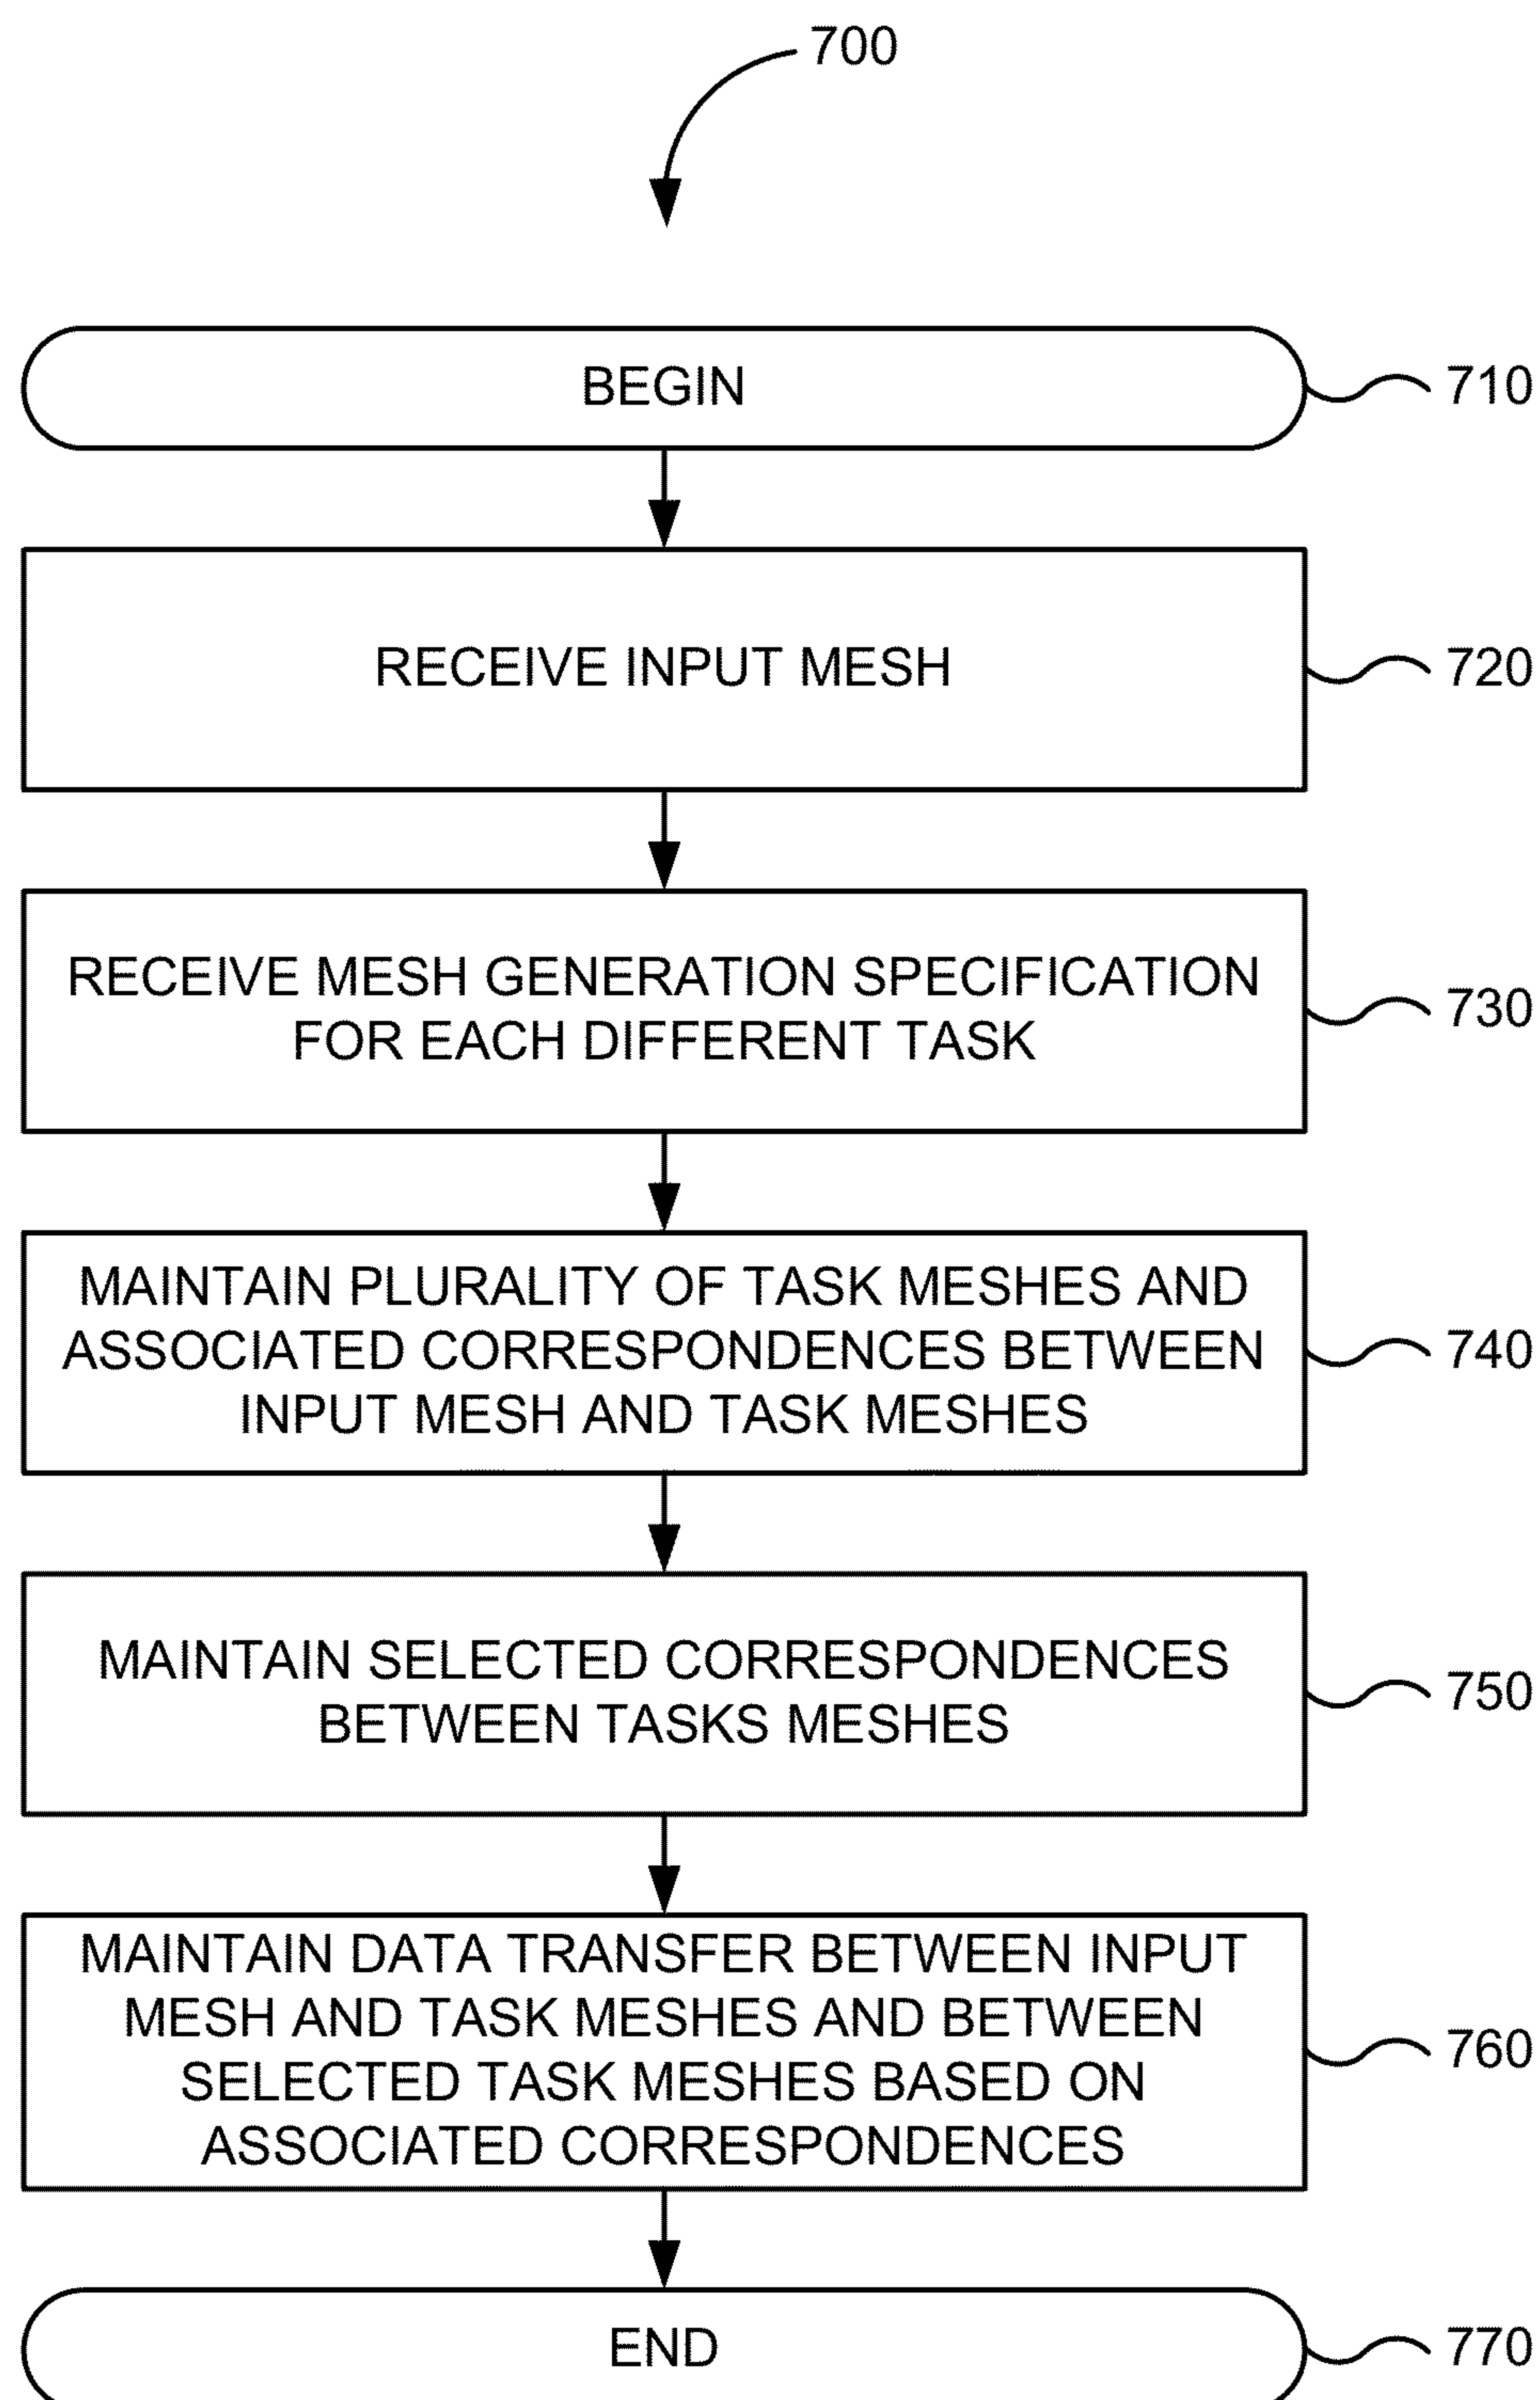 700
BEGIN
710
RECEIVE INPUT MESH
720
RECEIVE MESH GENERATION SPECIFICATION
FOR EACH DIFFERENT TASK
730
MAINTAIN PLURALITY OF TASK MESHES AND
ASSOCIATED CORRESPONDENCES BETWEEN
INPUT MESH AND TASK MESHES
740
MAINTAIN SELECTED CORRESPONDENCES
BETWEEN TASKS MESHES
750
MAINTAIN DATA TRANSFER BETWEEN INPUT
MESH AND TASK MESHES AND BETWEEN
SELECTED TASK MESHES BASED ON
ASSOCIATED CORRESPONDENCES
760
END
770